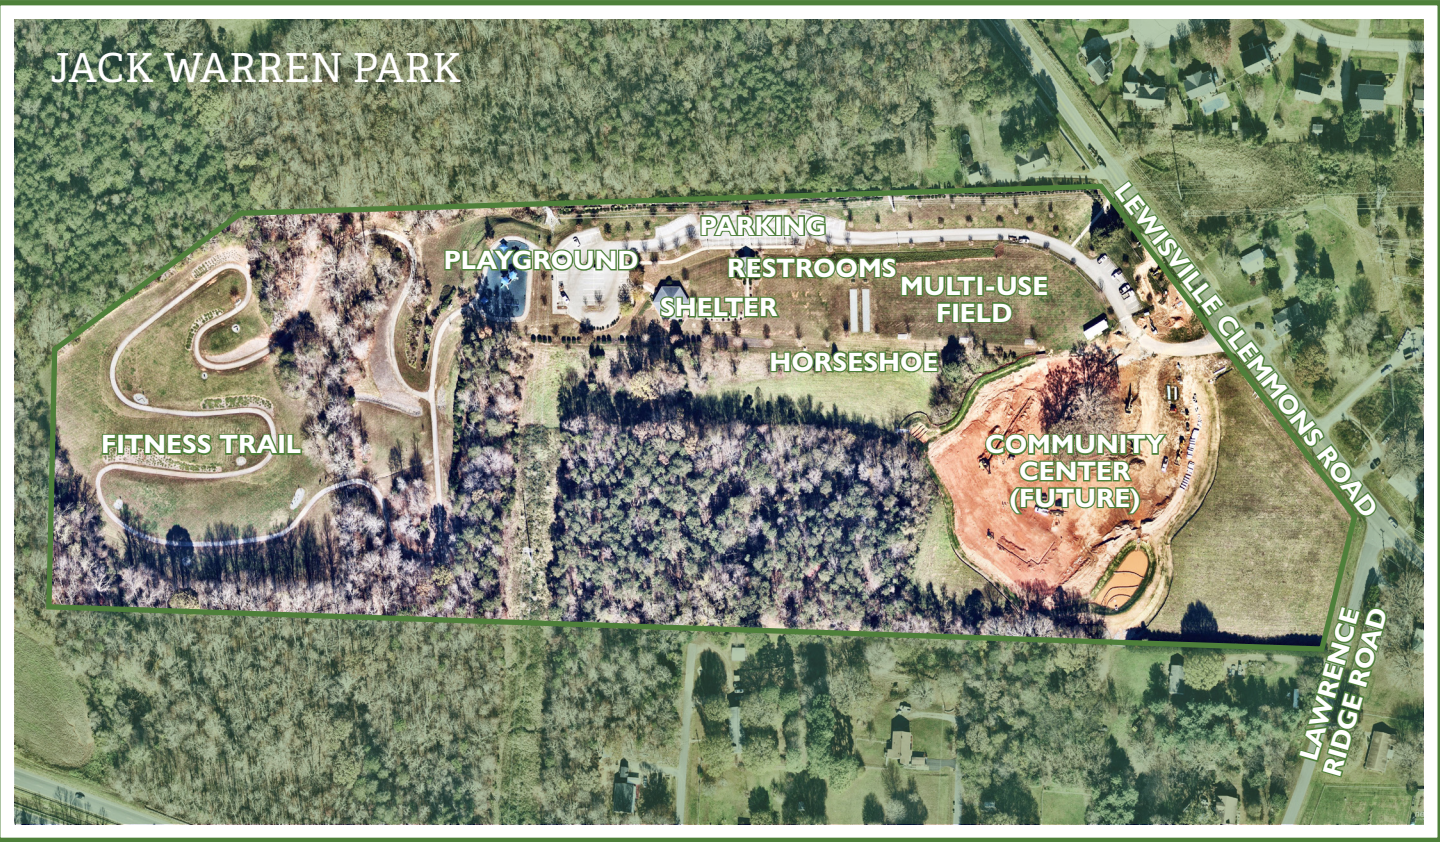 JACK WARREN PARK
PARKING
PLAYGROUND
RESTROOMS
SHELTER
MULTI-USE
FIELD
HORSESHOE
LEWISVILLE CLEMMONS ROAD
FITNESS TRAIL
COMMUNITY
CENTER
(FUTURE)
LAWRENCE
RIDGE ROAD